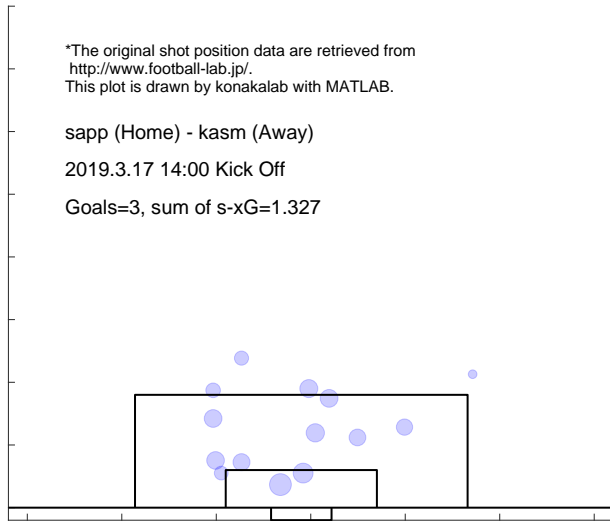 *The original shot position data are retrieved from
http://www.football-lab.jp/.
This plot is drawn by konakalab with MATLAB.
sapp (Home) - kasm (Away)
2019.3.17 14:00 Kick Off
Goals=3, sum of s-xG=1.327